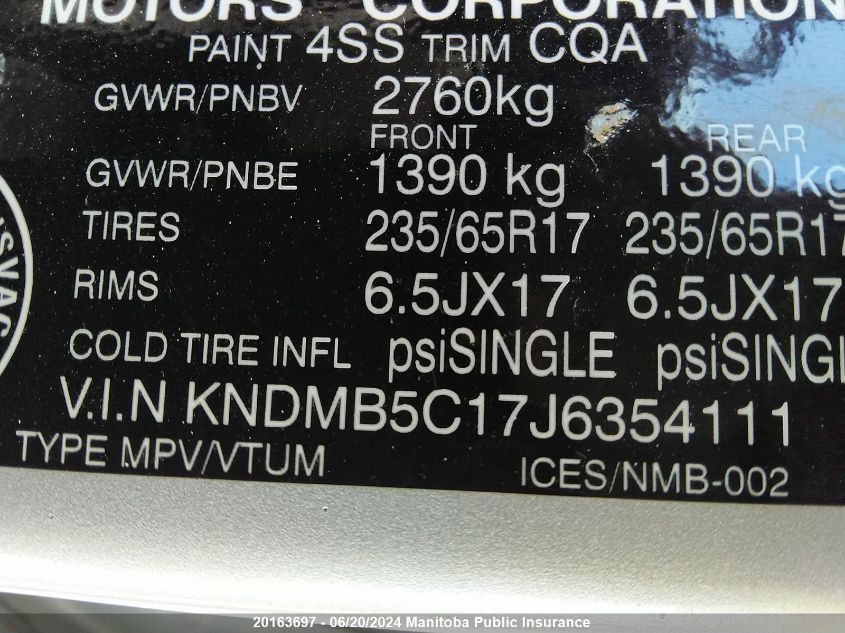 MOTORS CORPORATION
PAINT 4SS TRIM CQA
GVWR/PNBV 2760kg
FRONT REAR
GVWR/PNBE 1390 kg 1390 kg
TIRES 235/65R17 235/65R17
RIMS 6.5JX17 6.5JX17
COLD TIRE INFL psiSINGLE psiSINGL
V.I.N KNDMB5C17J6354111
TYPE MPV/VTUM ICES/NMB-002
20163697 - 06/20/2024 Manitoba Public Insurance